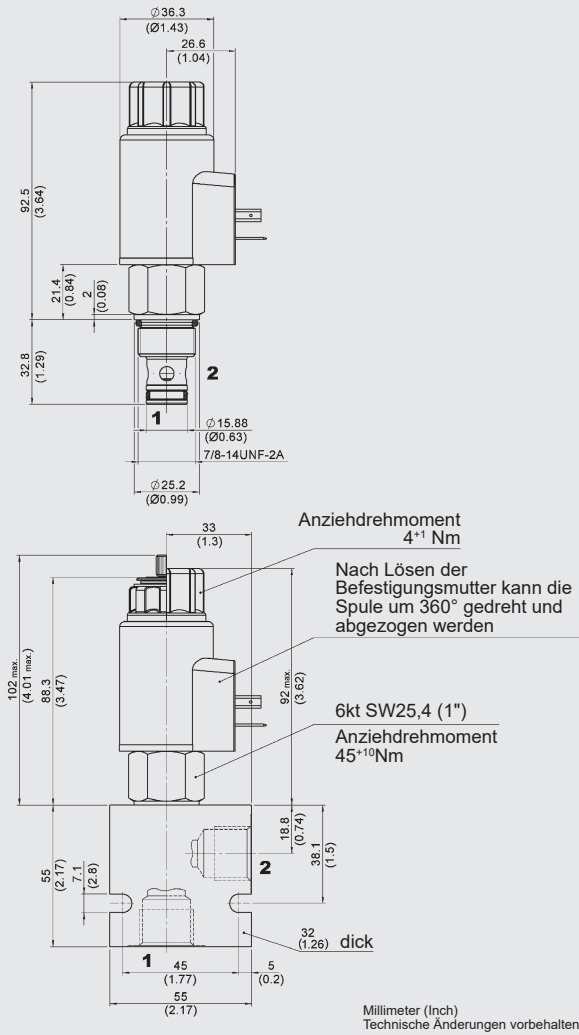 Ø36.3
(Ø1.43)
26.6
(1.04)
92.5
(3.64)
21.4
(0.84)
2
(0.08)
32.8
(1.29)
2
1
Ø15.88
(Ø0.63)
7/8-14UNF-2A
Ø25.2
(Ø0.99)
33
(1.3)
Anziehdrehmoment
4+1 Nm
Nach Lösen der
Befestigungsmutter kann die
Spule um 360° gedreht und
abgezogen werden
102 max.
(4.01 max.)
88.3
(3.47)
92 max.
(3.62)
6kt SW25,4 (1")
Anziehdrehmoment
45+10Nm
18.8
(0.74)
38.1
(1.5)
55
(2.17)
7.1
(2.8)
2
1
32
(1.26) dick
45
(1.77)
5
(0.2)
55
(2.17)
Millimeter (Inch)
Technische Änderungen vorbehalten